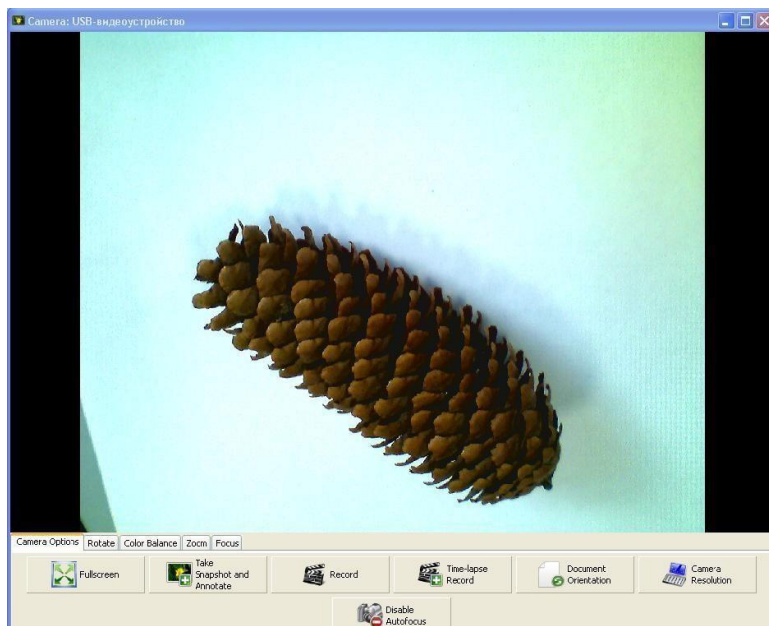 Camera: USB-видеоустройство
Camera Options
Rotate
Color Balance
Zoom
Focus
Fullscreen
Take
Snapshot and
Annotate
Record
Time-lapse
Record
Document
Orientation
Camera
Resolution
Disable
Autofocus